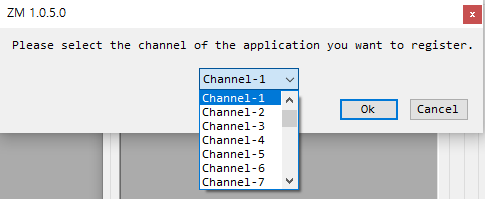 ZM 1.0.5.0
Please select the channel of the application you want to register.
Channel-1
Channel-1
Channel-2
Channel-3
Channel-4
Channel-5
Channel-6
Channel-7
Ok
Cancel